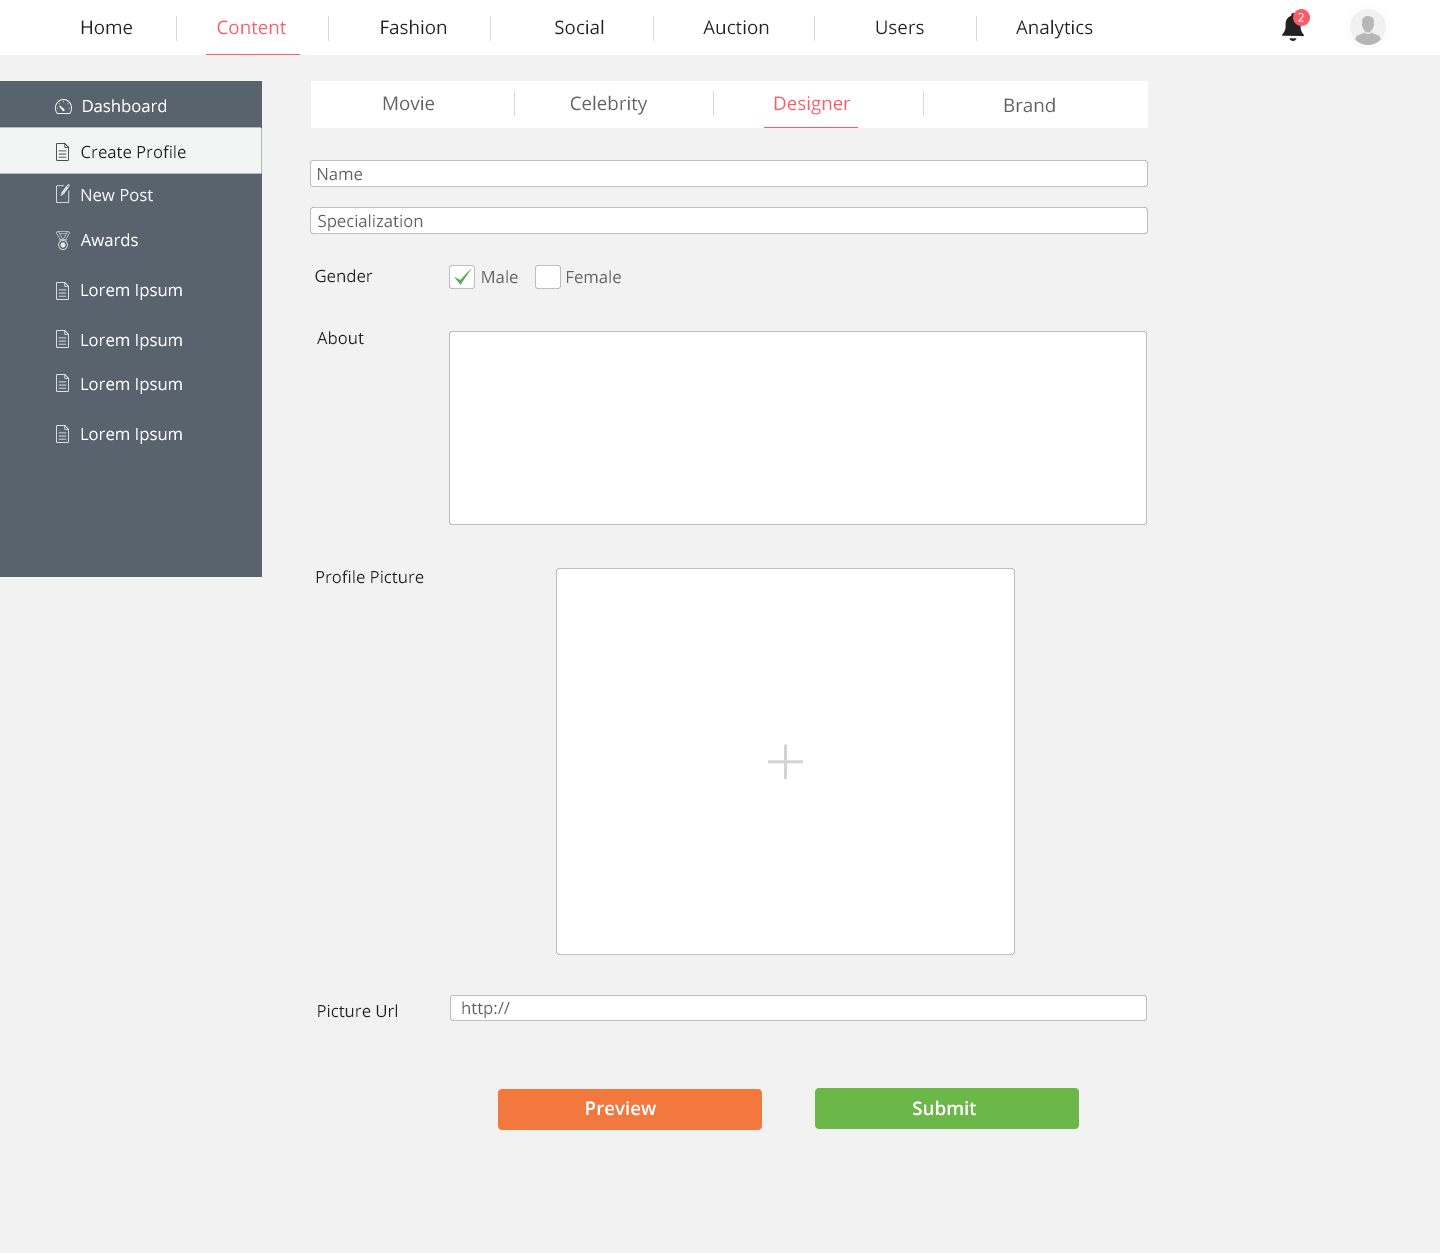 Home Content Fashion Social Auction Users Analytics 2
Dashboard
Create Profile
New Post
Awards
Lorem Ipsum
Lorem Ipsum
Lorem Ipsum
Lorem Ipsum
Movie Celebrity Designer Brand
Name
Specialization
Gender Male Female
About
Profile Picture
Picture Url http://
Preview Submit